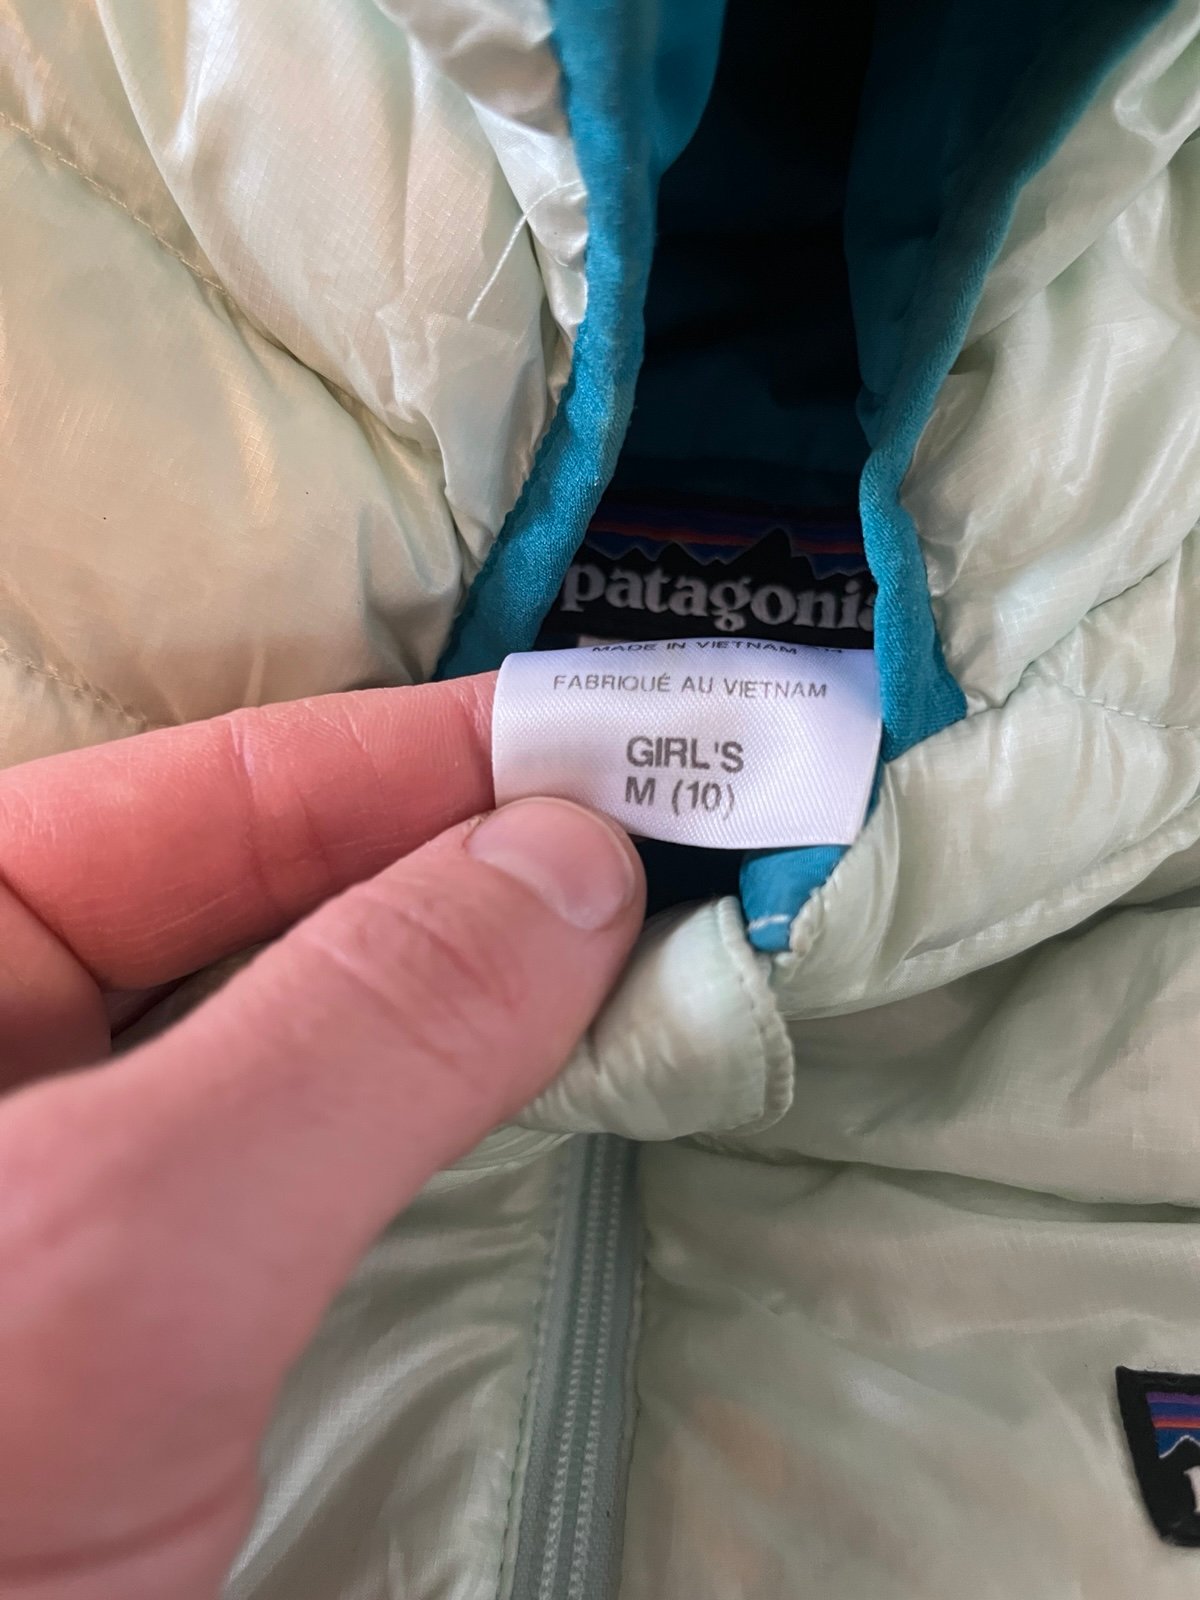 patagonia
MADE IN VIETNAM
FABRIQUÉ AU VIETNAM
GIRL'S
M (10)